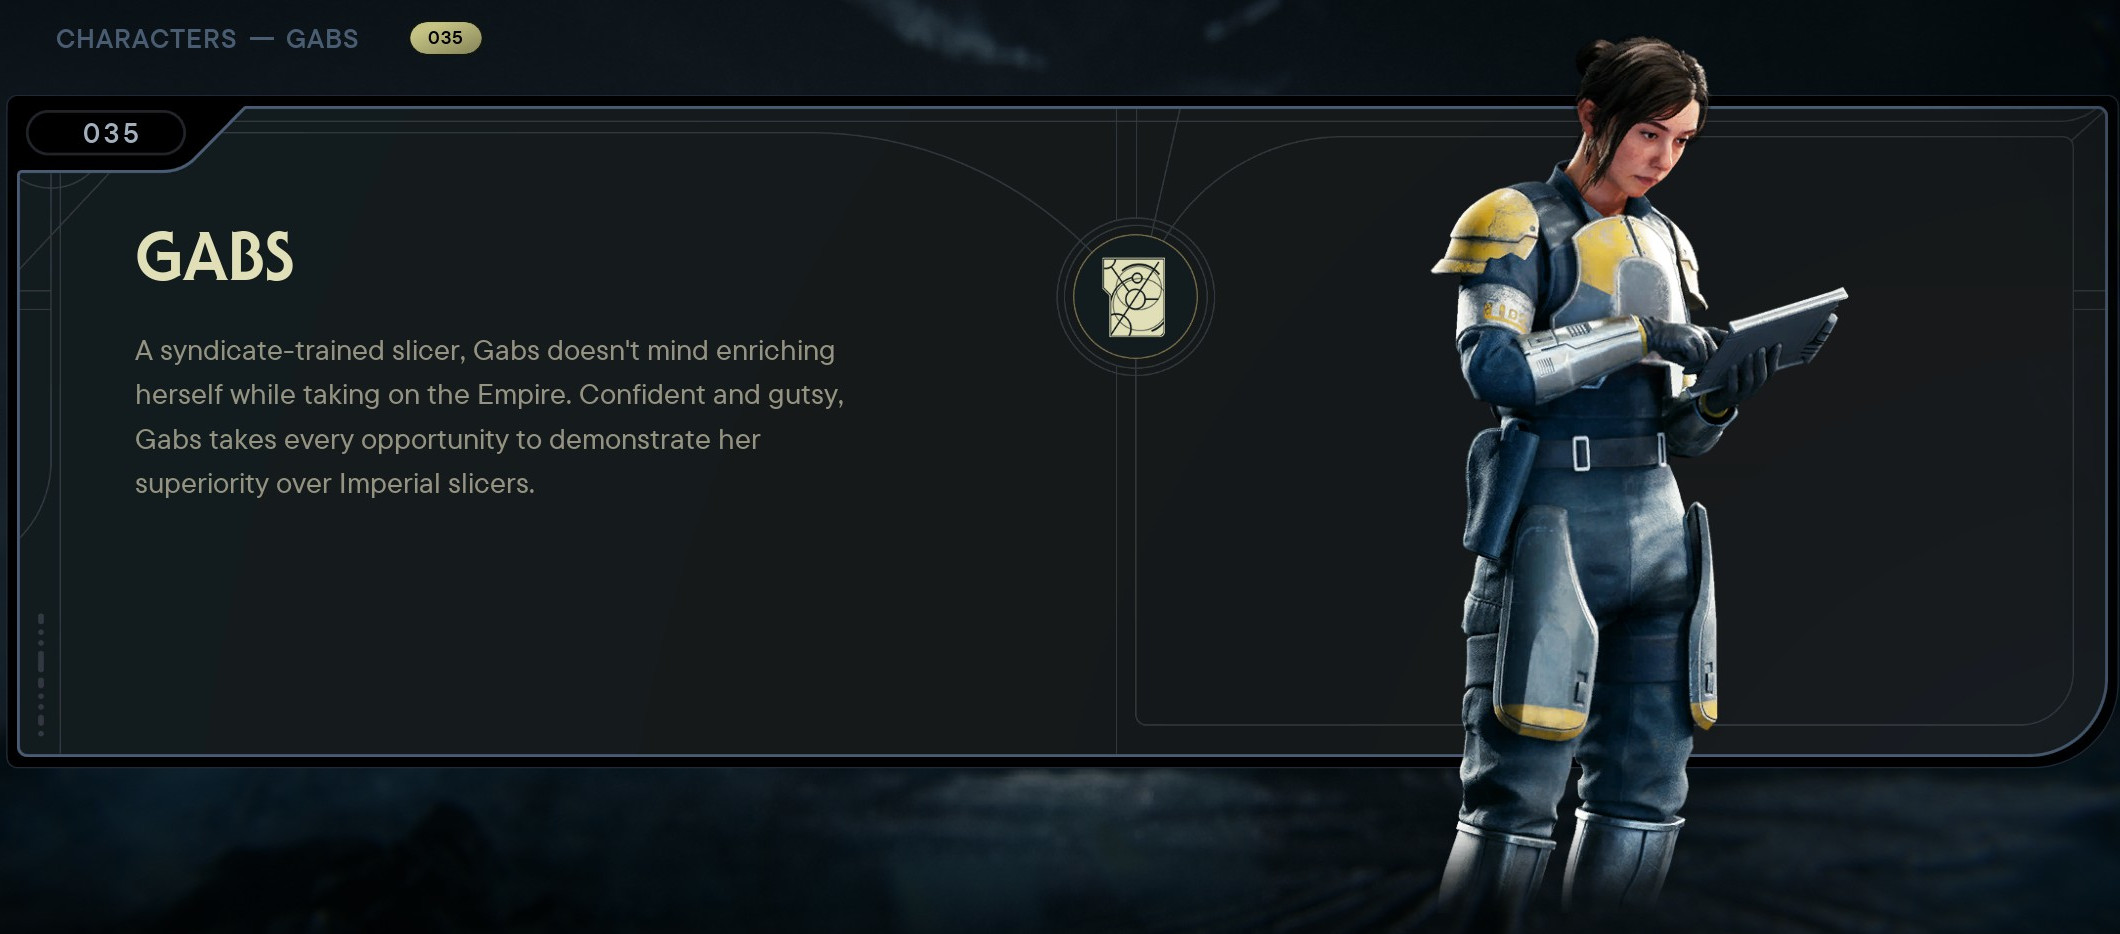 CHARACTERS — GABS 035
035
GABS
A syndicate-trained slicer, Gabs doesn't mind enriching
herself while taking on the Empire. Confident and gutsy,
Gabs takes every opportunity to demonstrate her
superiority over Imperial slicers.